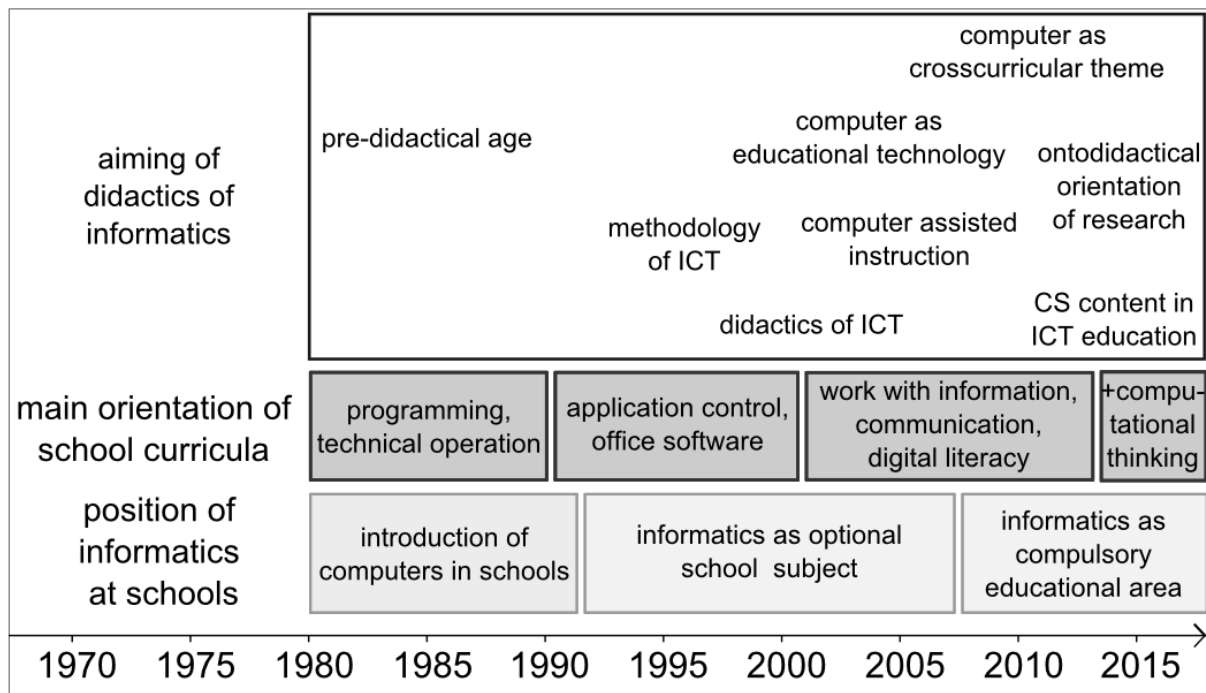 aiming of
didactics of
informatics
pre-didactical age
computer as
crosscurricular theme
computer as
educational technology
ontodidactical
orientation
of research
methodology
of ICT
computer assisted
instruction
didactics of ICT
CS content in
ICT education
main orientation of
school curricula
programming,
technical operation
application control,
office software
work with information,
communication,
digital literacy
+compu-
tational
thinking
position of
informatics
at schools
introduction of
computers in schools
informatics as optional
school subject
informatics as
compulsory
educational area
1970 1975 1980 1985 1990 1995 2000 2005 2010 2015